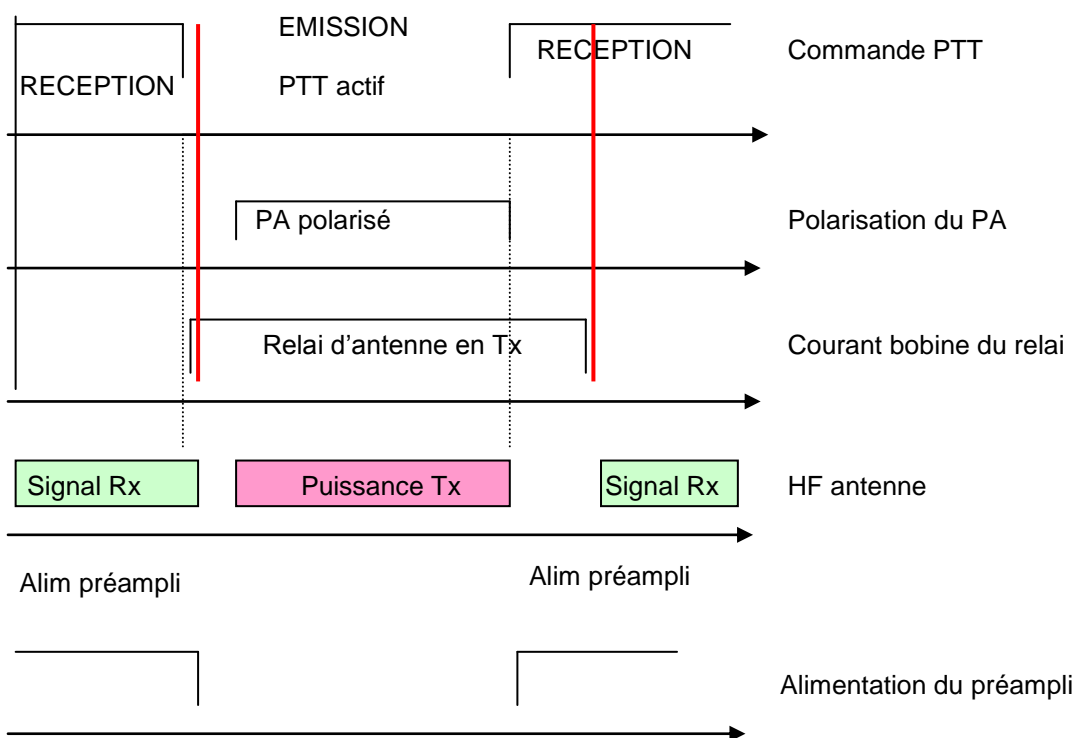 EMISSION
RECEPTION
Commande PTT
RECEPTION
PTT actif
PA polarisé
Polarisation du PA
Relai d'antenne en Tx
Courant bobine du relai
Signal Rx
Puissance Tx
Signal Rx
HF antenne
Alim préampli
Alim préampli
Alimentation du préampli